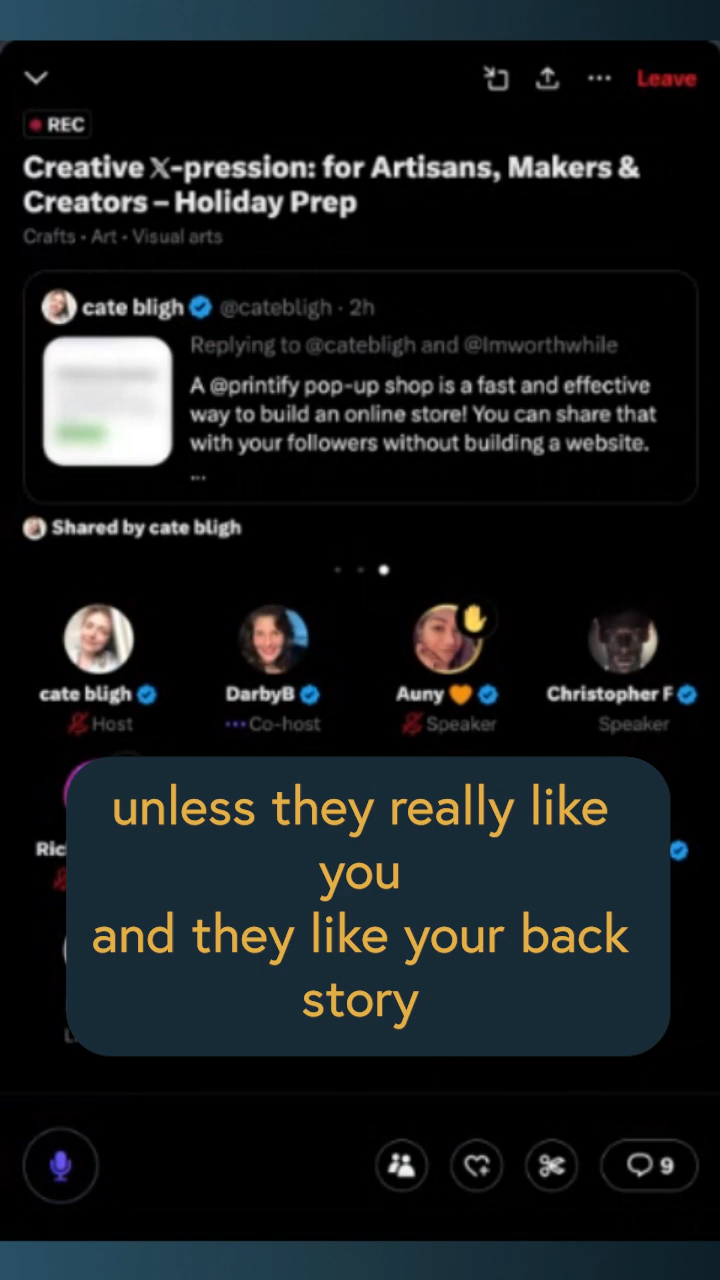 Leave
REC
Creative 𝕏-pression: for Artisans, Makers &
Creators – Holiday Prep
Crafts • Art • Visual arts
cate bligh @catebligh · 2h
Replying to @catebligh and @Imworthwhile
A @printify pop-up shop is a fast and effective
way to build an online store! You can share that
with your followers without building a website.
...
Shared by cate bligh
cate bligh DarbyB Auny 🧡 Christopher F
Host Co-host Speaker Speaker
Ric
unless they really like
you
and they like your back
story
9